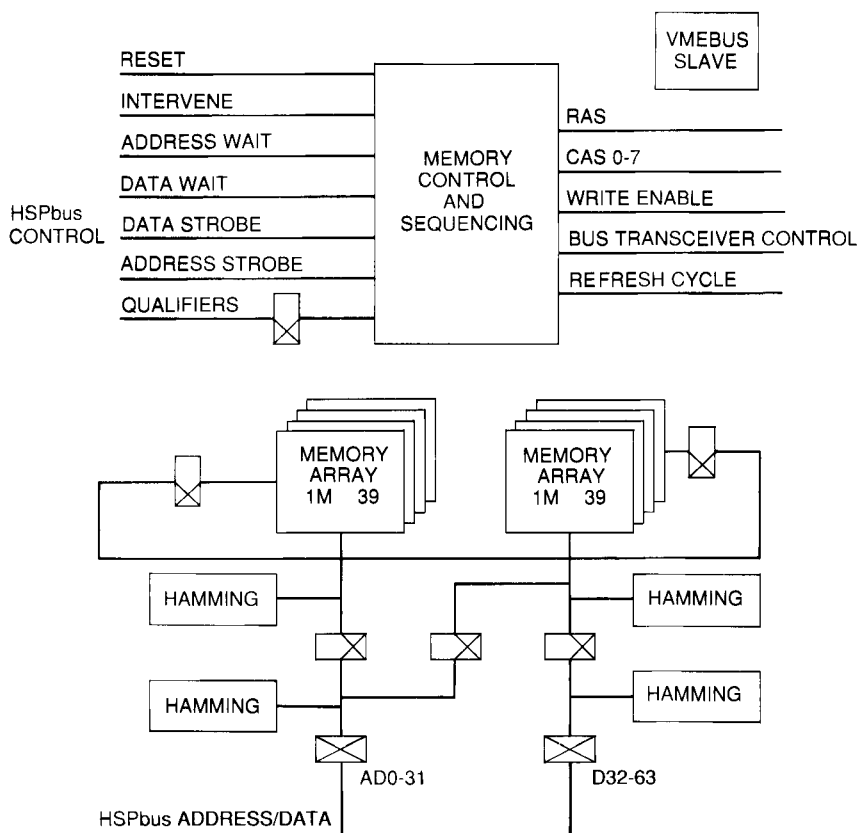 VMEBUS
SLAVE
RESET
INTERVENE
ADDRESS WAIT
DATA WAIT
HSPbus
CONTROL
DATA STROBE
ADDRESS STROBE
QUALIFIERS
MEMORY
CONTROL
AND
SEQUENCING
RAS
CAS 0-7
WRITE ENABLE
BUS TRANSCEIVER CONTROL
REFRESH CYCLE
MEMORY
ARRAY
1M 39
MEMORY
ARRAY
1M 39
HAMMING
HAMMING
HAMMING
HAMMING
AD0-31
D32-63
HSPbus ADDRESS/DATA